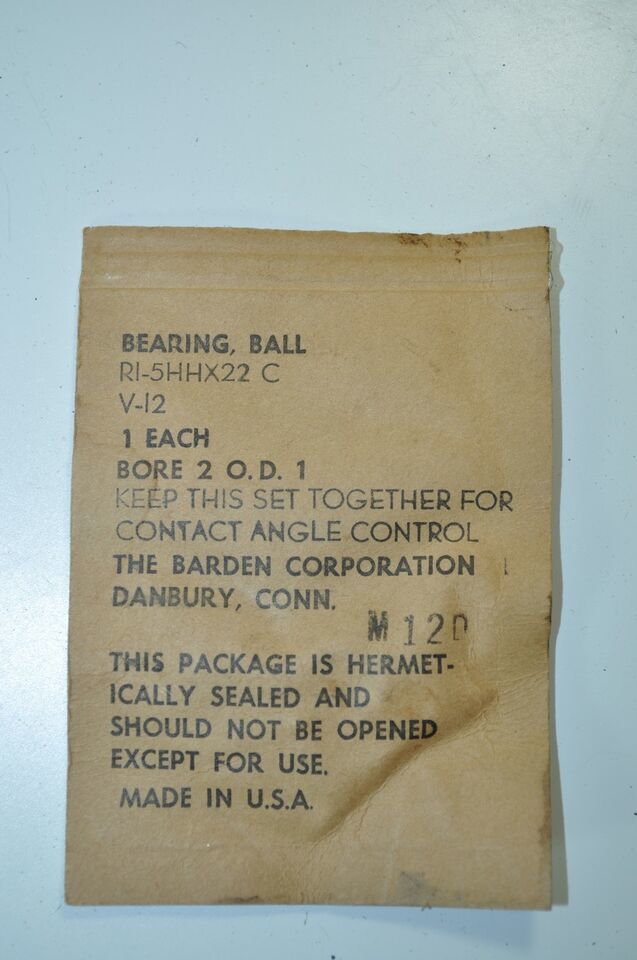 BEARING, BALL
RI-5HHX22 C
V-12
1 EACH
BORE 2 O.D. 1
KEEP THIS SET TOGETHER FOR
CONTACT ANGLE CONTROL
THE BARDEN CORPORATION
DANBURY, CONN.
M 12D
THIS PACKAGE IS HERMET-
ICALLY SEALED AND
SHOULD NOT BE OPENED
EXCEPT FOR USE.
MADE IN U.S.A.